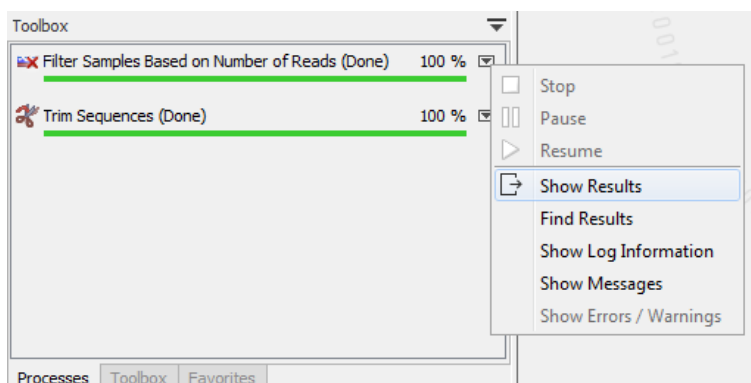 Toolbox
Filter Samples Based on Number of Reads (Done) 100 %
Trim Sequences (Done) 100 %
Stop
Pause
Resume
Show Results
Find Results
Show Log Information
Show Messages
Show Errors / Warnings
Processes Toolbox Favorites